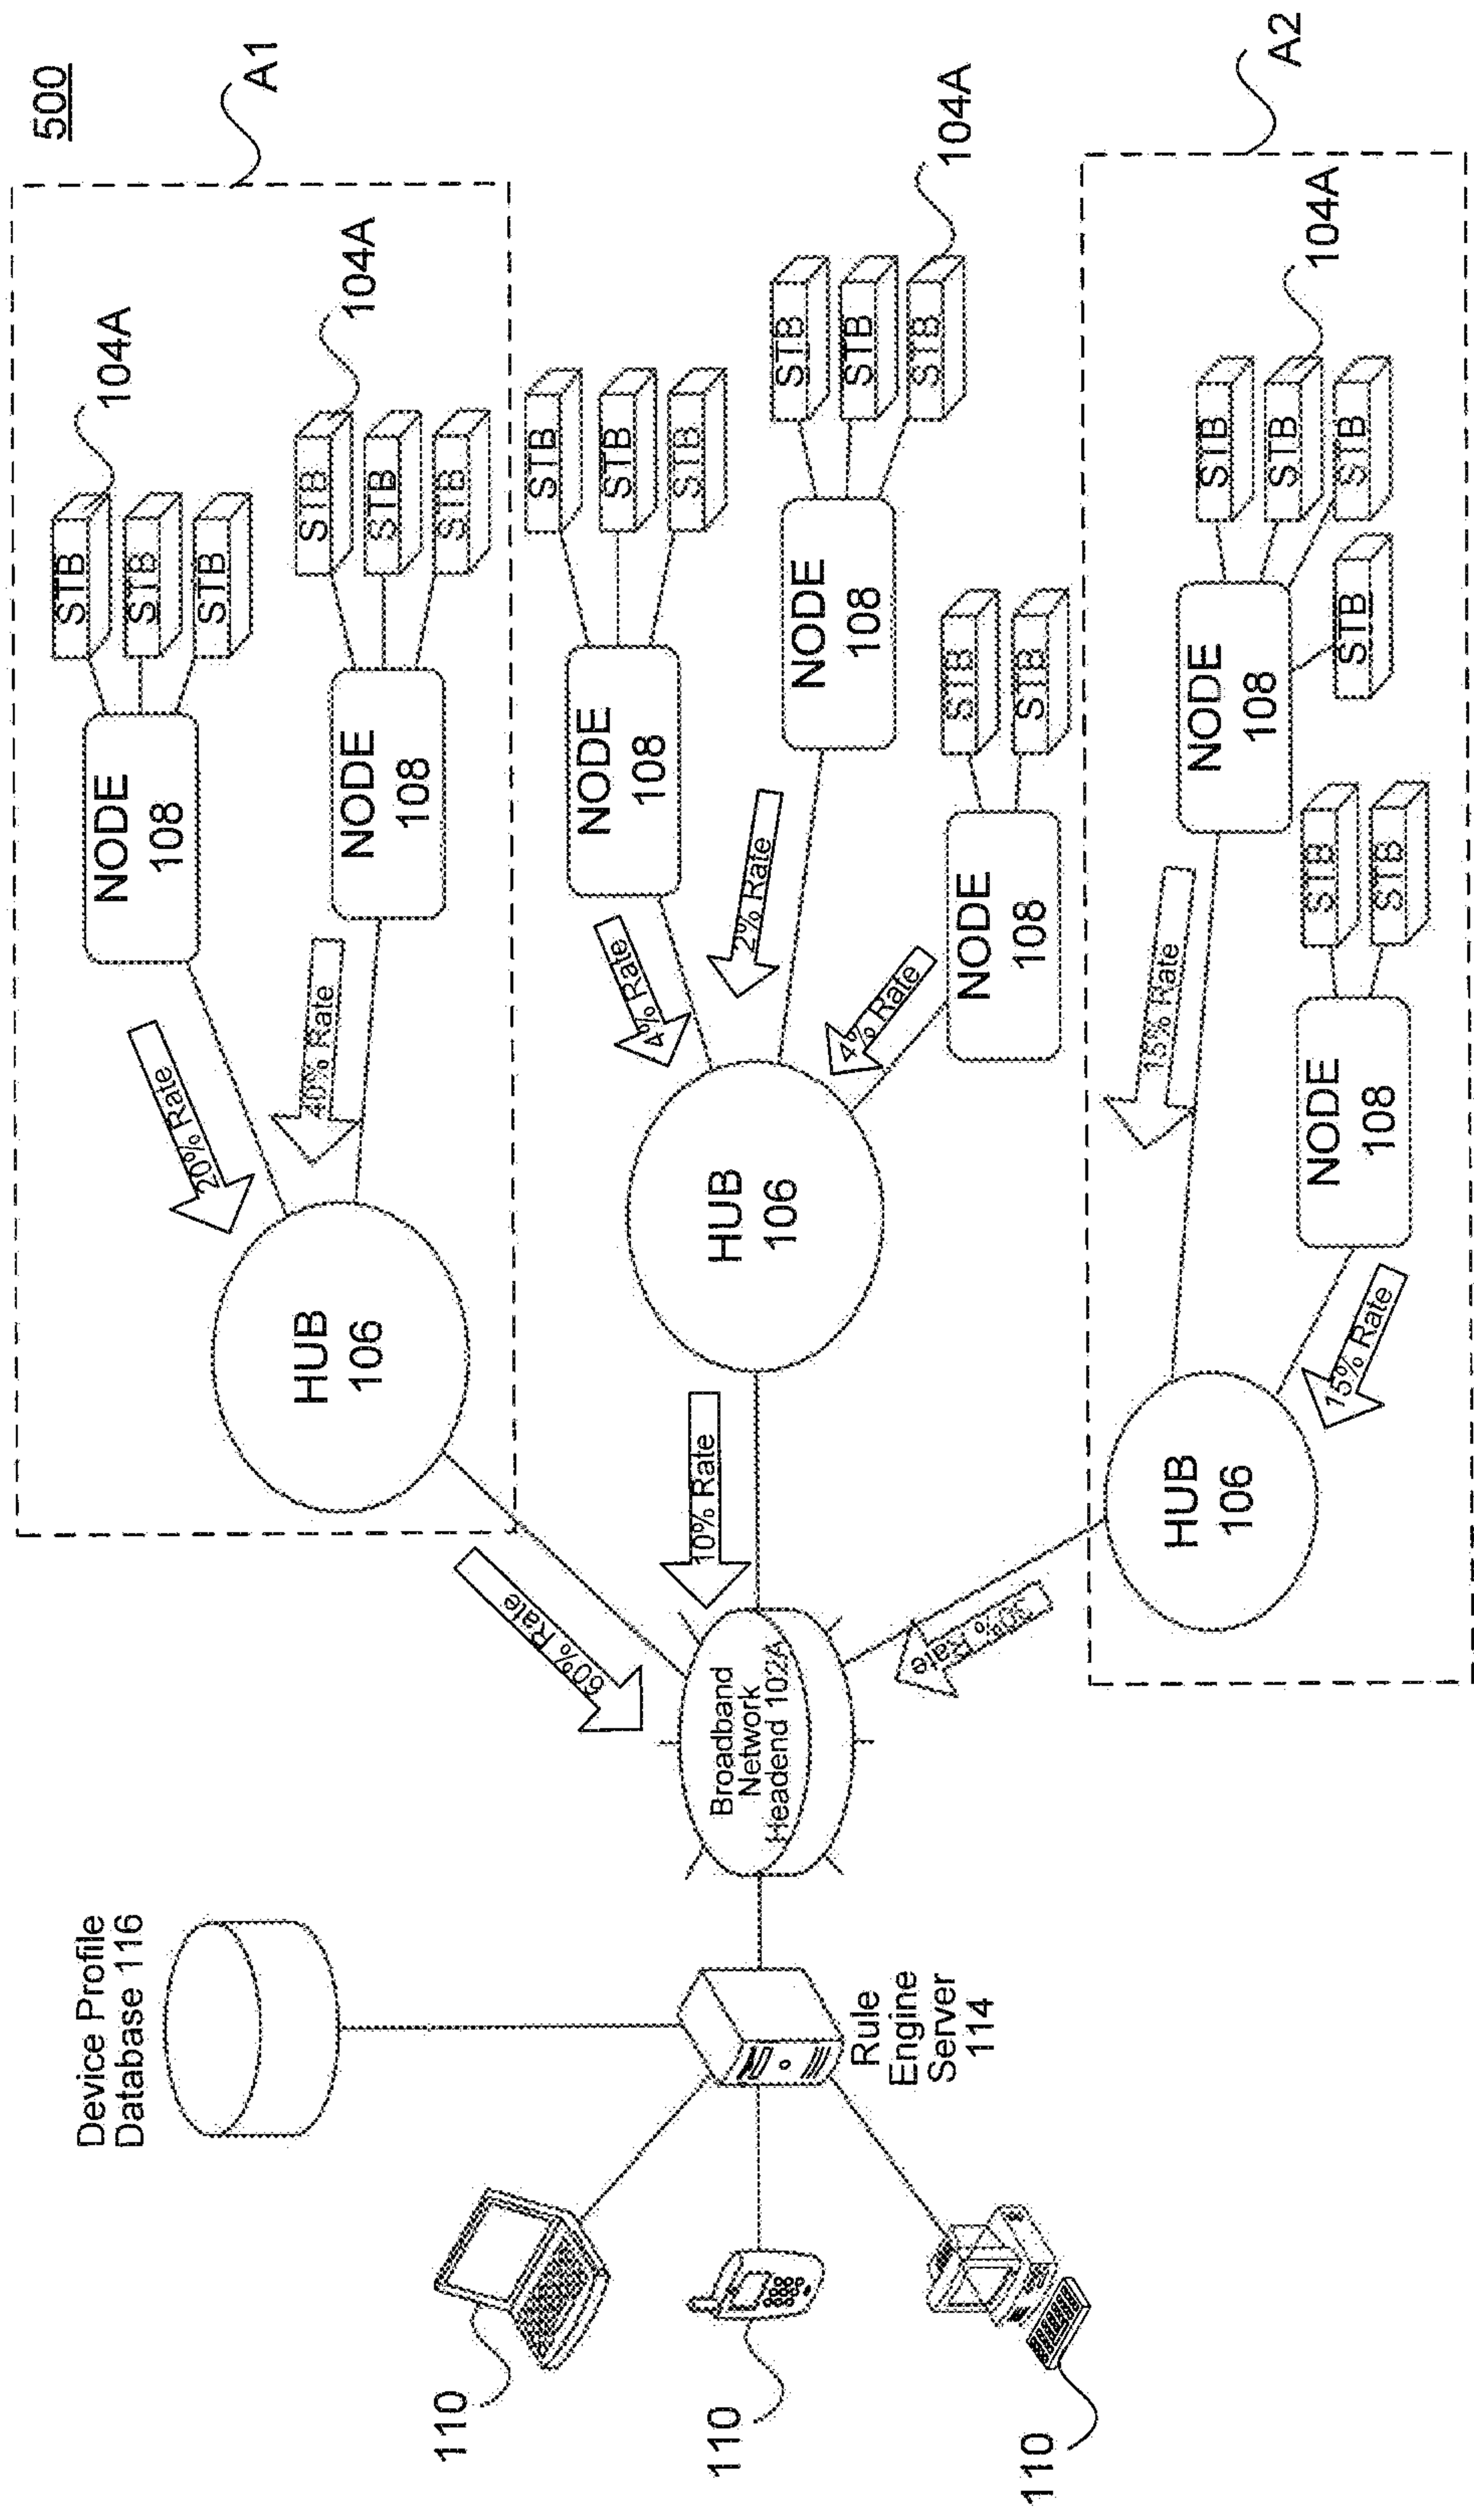 500
A1
104A
STB
STB
STB
NODE
108
20% Rate
104A
STB
STB
STB
NODE
108
40% Rate
HUB
106
60% Rate
STB
STB
STB
NODE
108
4% Rate
104A
STB
STB
STB
NODE
108
2% Rate
STB
STB
NODE
108
4% Rate
HUB
106
10% Rate
A2
104A
STB
STB
STB
STB
NODE
108
15% Rate
STB
STB
NODE
108
15% Rate
HUB
106
30% Rate
Broadband
Network
Headend 102A
Device Profile
Database 116
Rule
Engine
Server
114
110
110
110